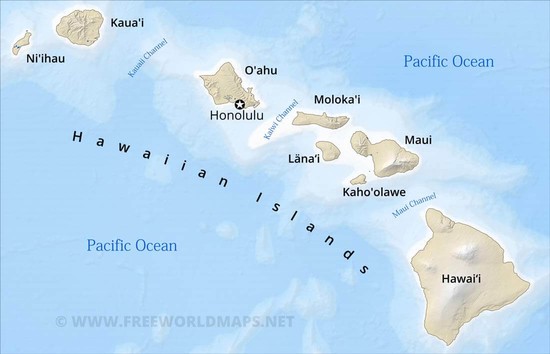 Kaua'i
Ni'ihau
Kauai Channel
Pacific Ocean
O'ahu
Honolulu
Kaiwi Channel
Moloka'i
Maui
Läna'i
Kaho'olawe
Maui Channel
Hawaiian Islands
Pacific Ocean
Hawai'i
© WWW.FREEWORLDMAPS.NET